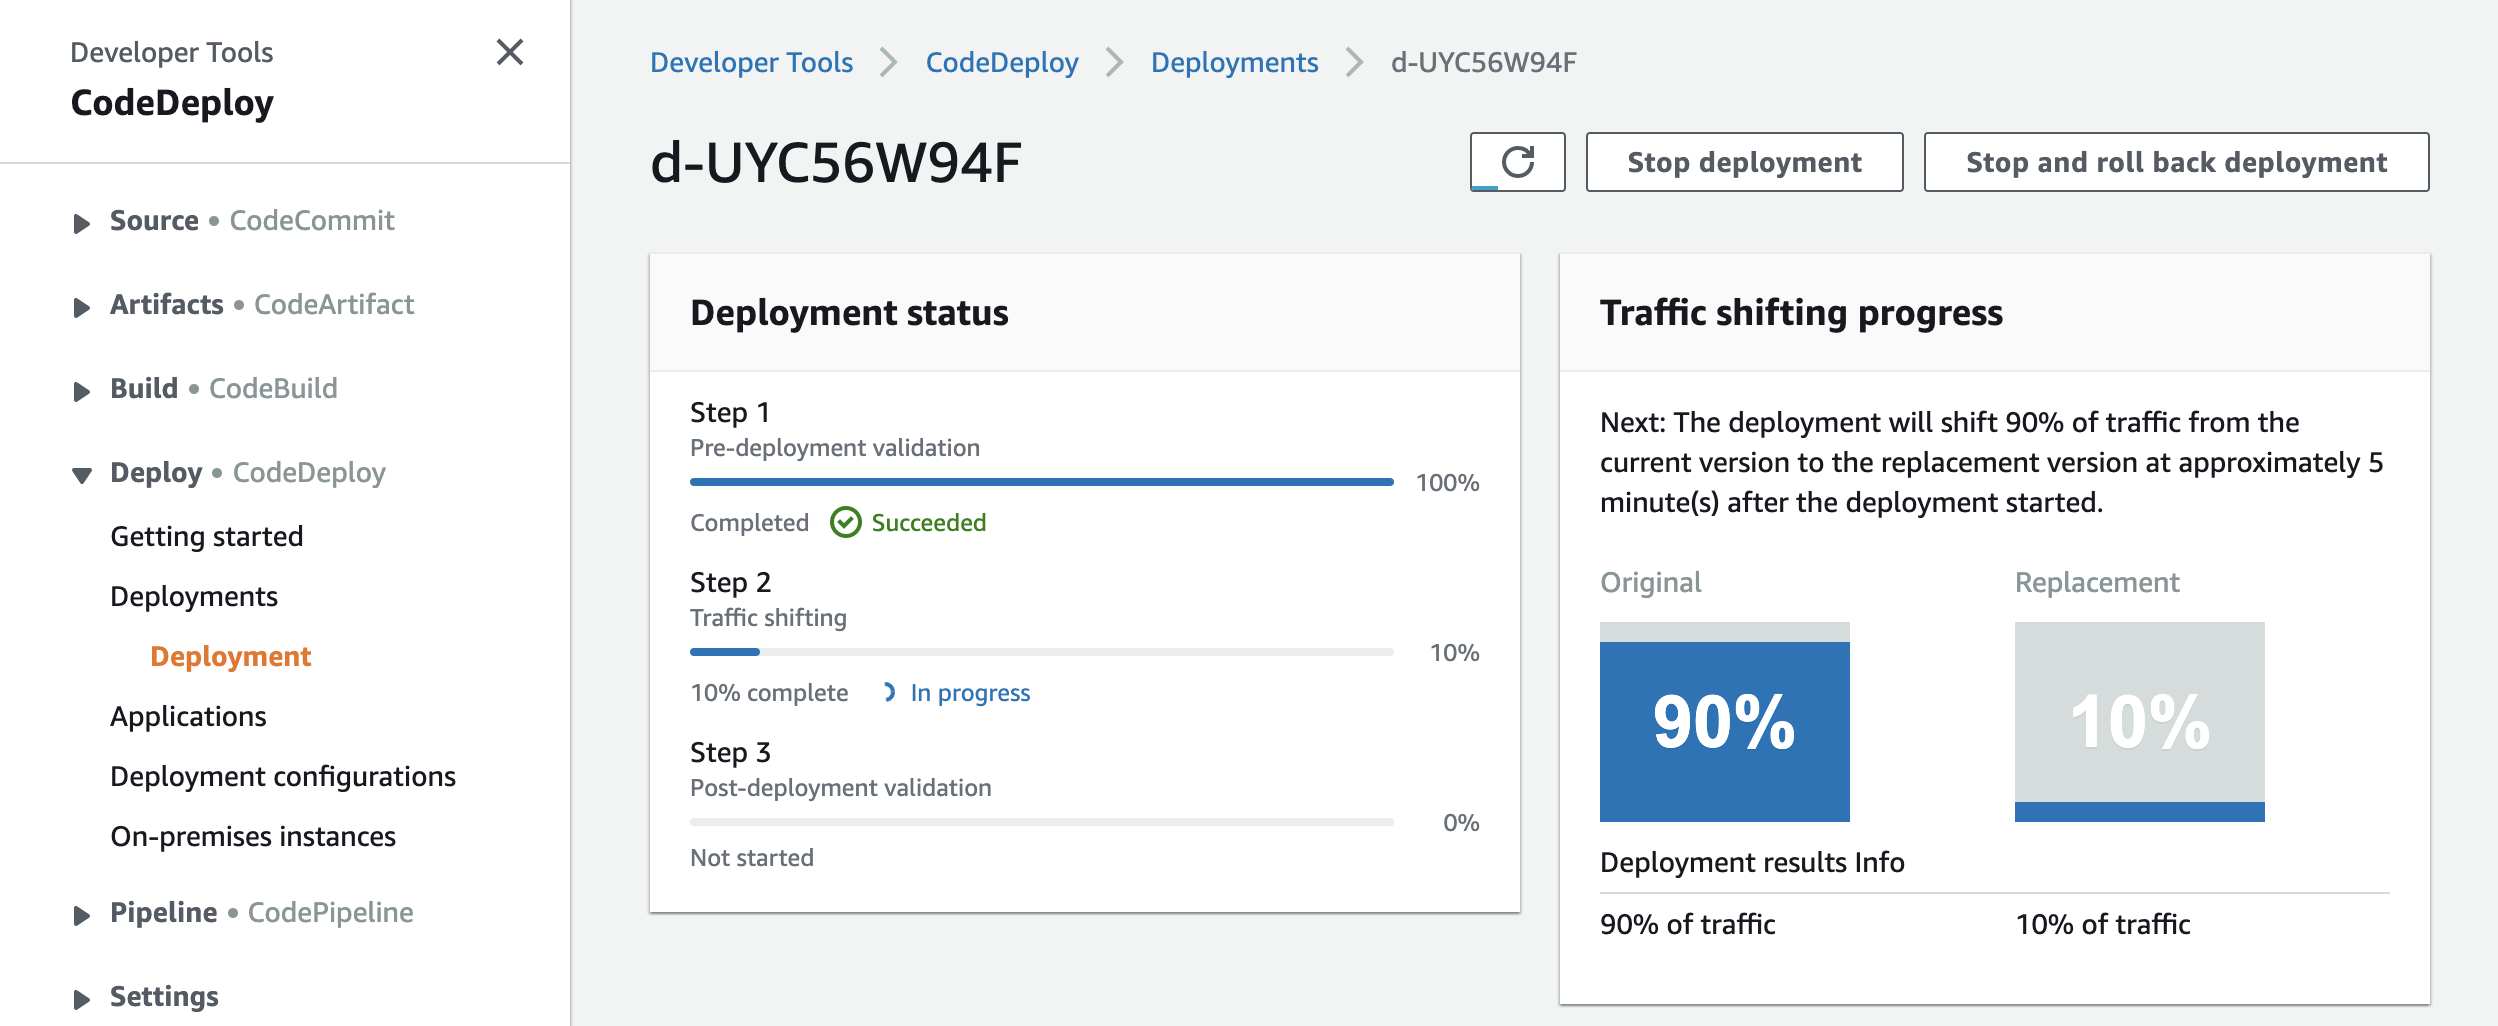 Developer Tools
CodeDeploy
Source • CodeCommit
Artifacts • CodeArtifact
Build • CodeBuild
Deploy • CodeDeploy
Getting started
Deployments
Deployment
Applications
Deployment configurations
On-premises instances
Pipeline • CodePipeline
Settings
Developer Tools > CodeDeploy > Deployments > d-UYC56W94F
d-UYC56W94F
Stop deployment
Stop and roll back deployment
Deployment status
Step 1
Pre-deployment validation
100%
Completed Succeeded
Step 2
Traffic shifting
10%
10% complete In progress
Step 3
Post-deployment validation
0%
Not started
Traffic shifting progress
Next: The deployment will shift 90% of traffic from the
current version to the replacement version at approximately 5
minute(s) after the deployment started.
Original Replacement
90% 10%
Deployment results Info
90% of traffic 10% of traffic